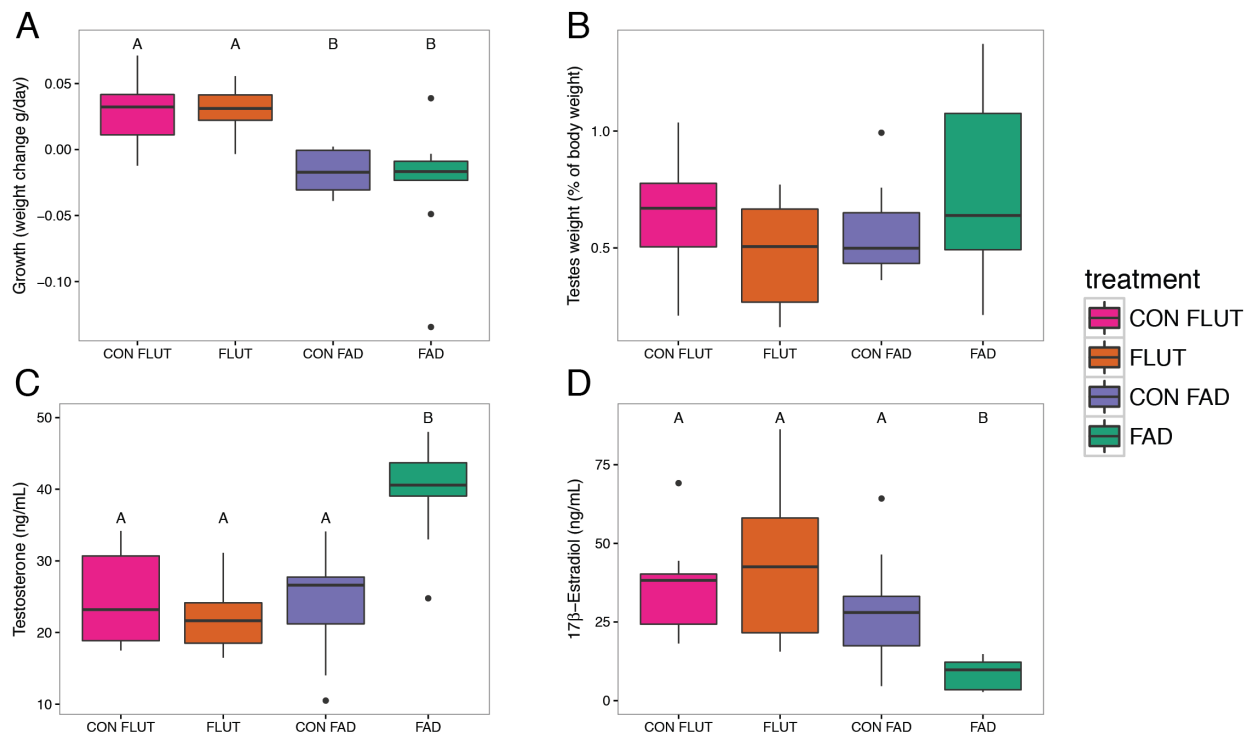 A
B
A A B B
Growth (weight change g/day)
0.05
0.00
−0.05
−0.10
CON FLUT FLUT CON FAD FAD
Testes weight (% of body weight)
1.0
0.5
CON FLUT FLUT CON FAD FAD
treatment
CON FLUT
FLUT
CON FAD
FAD
C
D
Testosterone (ng/mL)
50
40
30
20
10
A A A B
CON FLUT FLUT CON FAD FAD
17β−Estradiol (ng/mL)
75
50
25
0
A A A B
CON FLUT FLUT CON FAD FAD